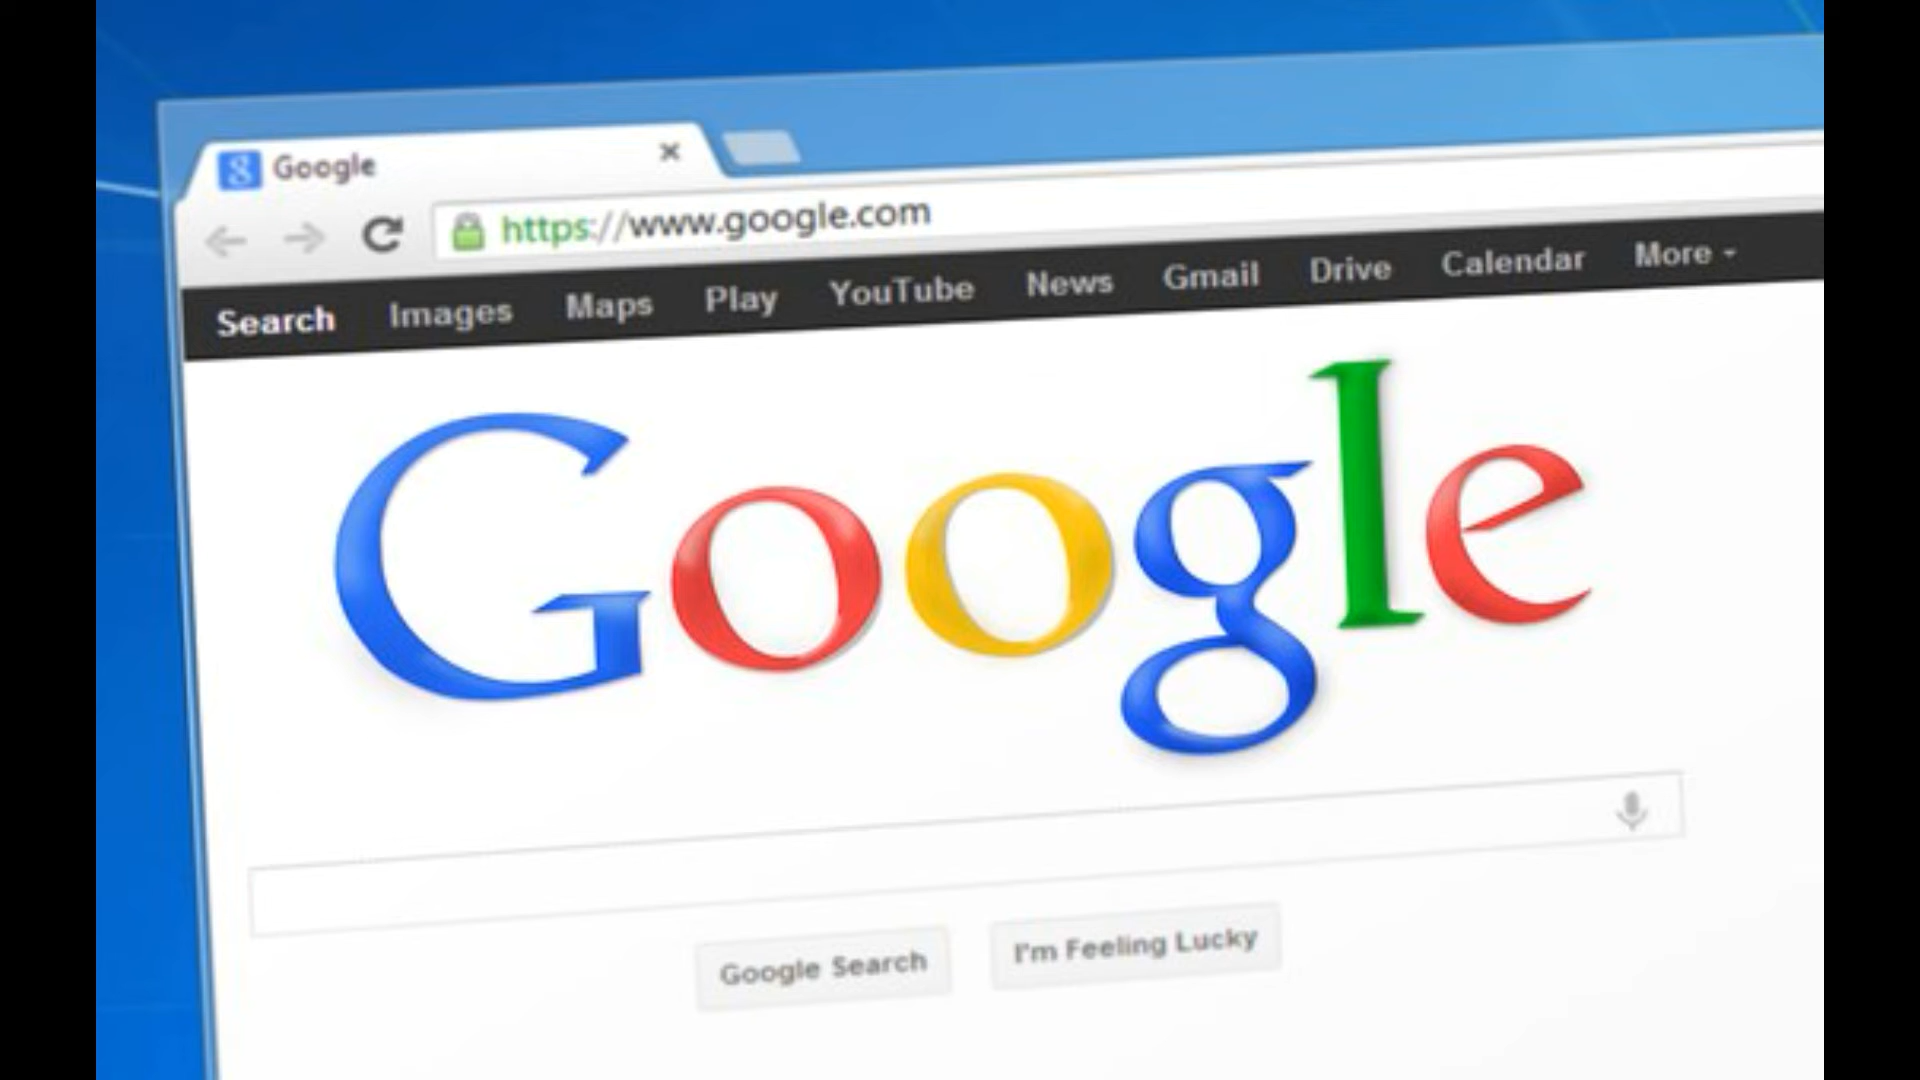 Google
https://www.google.com
Search Images Maps Play YouTube News Gmail Drive Calendar More
Google
Google Search I'm Feeling Lucky